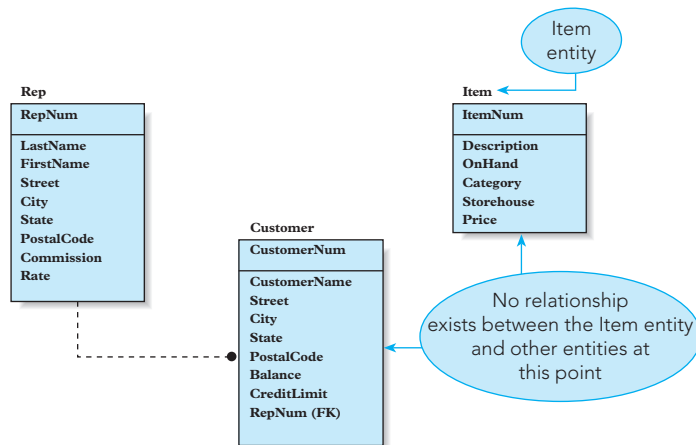 Item
entity
Rep
RepNum
LastName
FirstName
Street
City
State
PostalCode
Commission
Rate
Item
ItemNum
Description
OnHand
Category
Storehouse
Price
Customer
CustomerNum
CustomerName
Street
City
State
PostalCode
Balance
CreditLimit
RepNum (FK)
No relationship
exists between the Item entity
and other entities at
this point